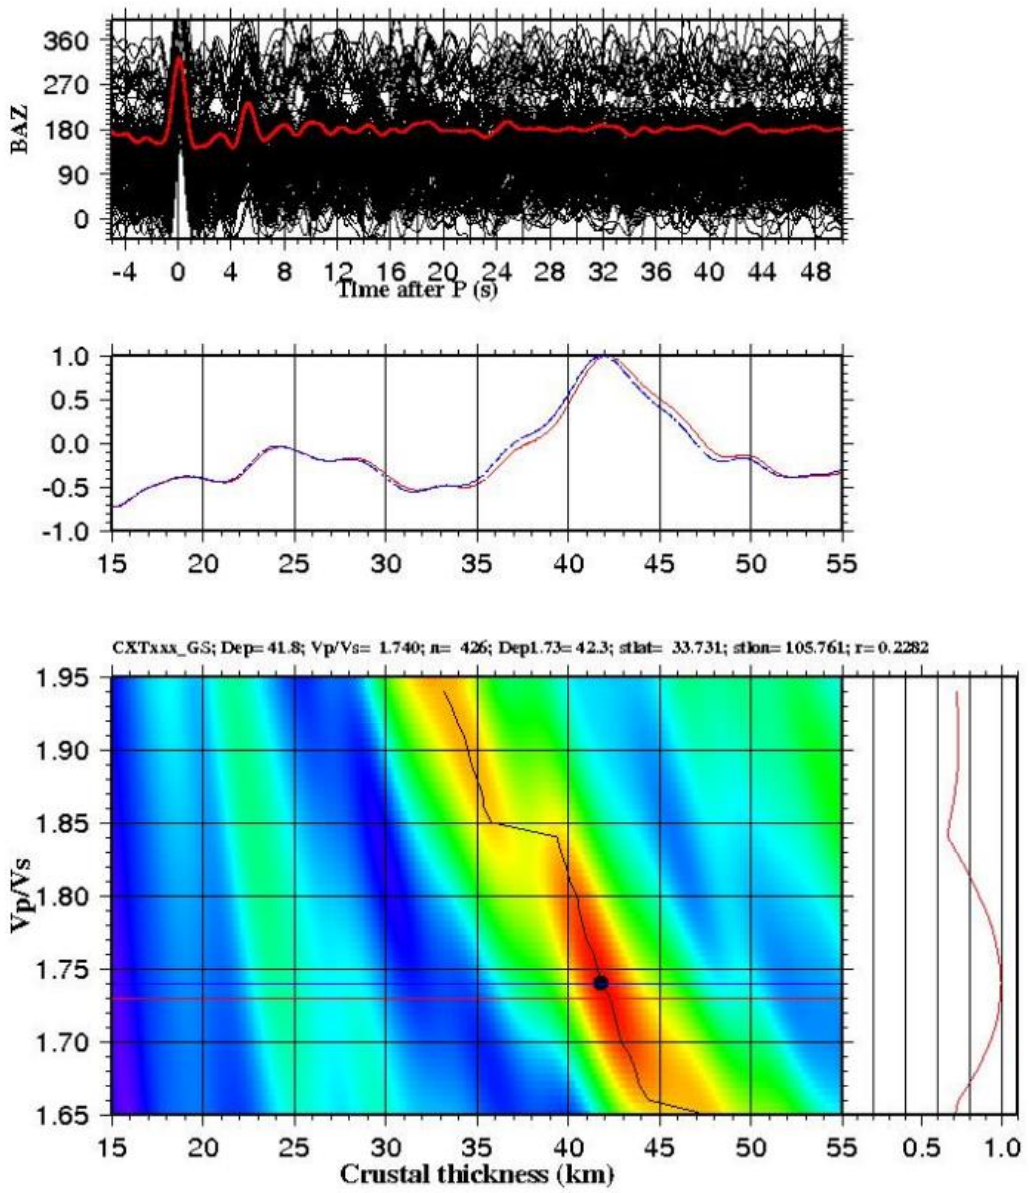 360
270
180
90
0
BAZ
-4 0 4 8 12 16 20 24 28 32 36 40 44 48
Time after P (s)
1.0
0.5
0.0
-0.5
-1.0
15 20 25 30 35 40 45 50 55
CXTxxx_GS; Dep= 41.8; Vp/Vs= 1.740; n= 426; Dep1.73= 42.3; stlat= 33.731; stlon= 105.761; r= 0.2282
1.95
1.90
1.85
1.80
1.75
1.70
1.65
Vp/Vs
15 20 25 30 35 40 45 50 55 0.5 1.0
Crustal thickness (km)